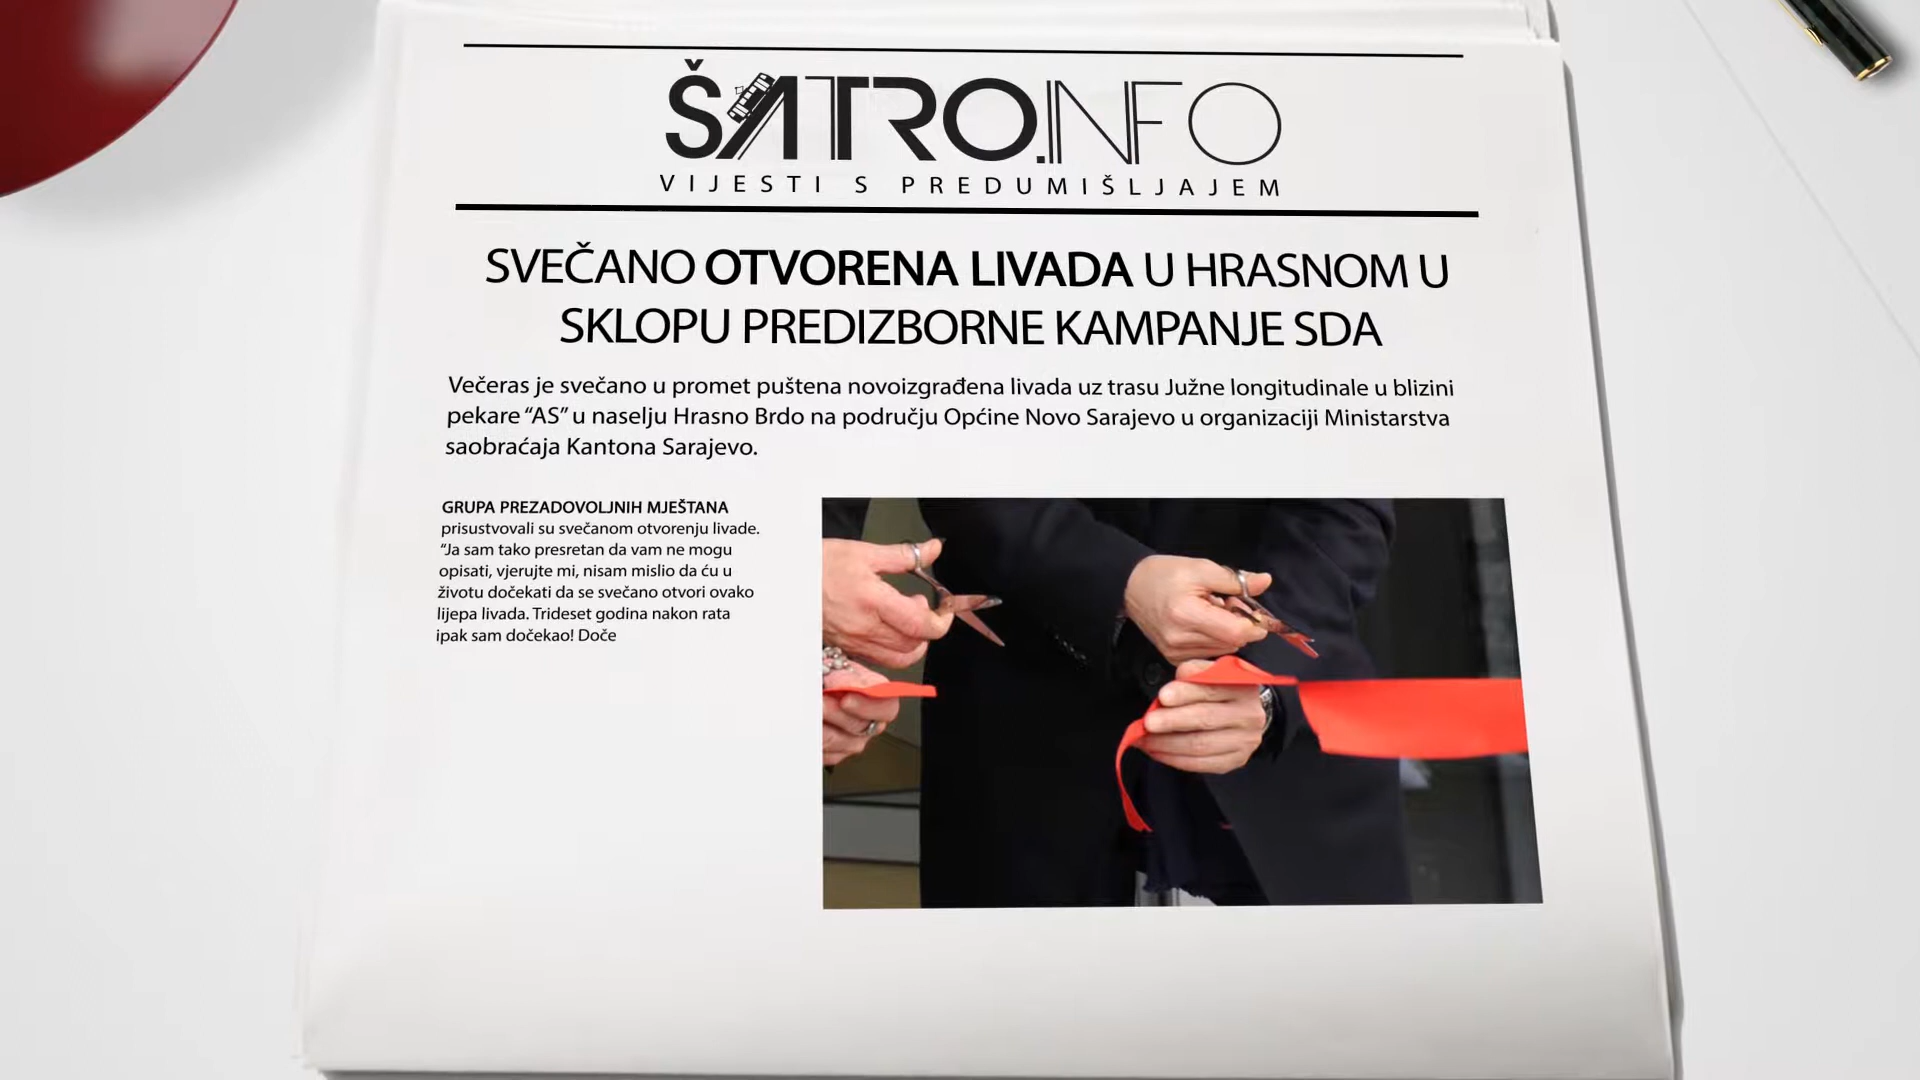 ŠATRO.INFO
VIJESTI S PREDUMIŠLJAJEM
SVEČANO OTVORENA LIVADA U HRASNOM U
SKLOPU PREDIZBORNE KAMPANJE SDA
Večeras je svečano u promet puštena novoizgrađena livada uz trasu Južne longitudinale u blizini
pekare “AS” u naselju Hrasno Brdo na području Općine Novo Sarajevo u organizaciji Ministarstva
saobraćaja Kantona Sarajevo.
GRUPA PREZADOVOLJNIH MJEŠTANA
prisustvovali su svečanom otvorenju livade.
“Ja sam tako presretan da vam ne mogu
opisati, vjerujte mi, nisam mislio da ću u
životu dočekati da se svečano otvori ovako
lijepa livada. Trideset godina nakon rata
ipak sam dočekao! Doče